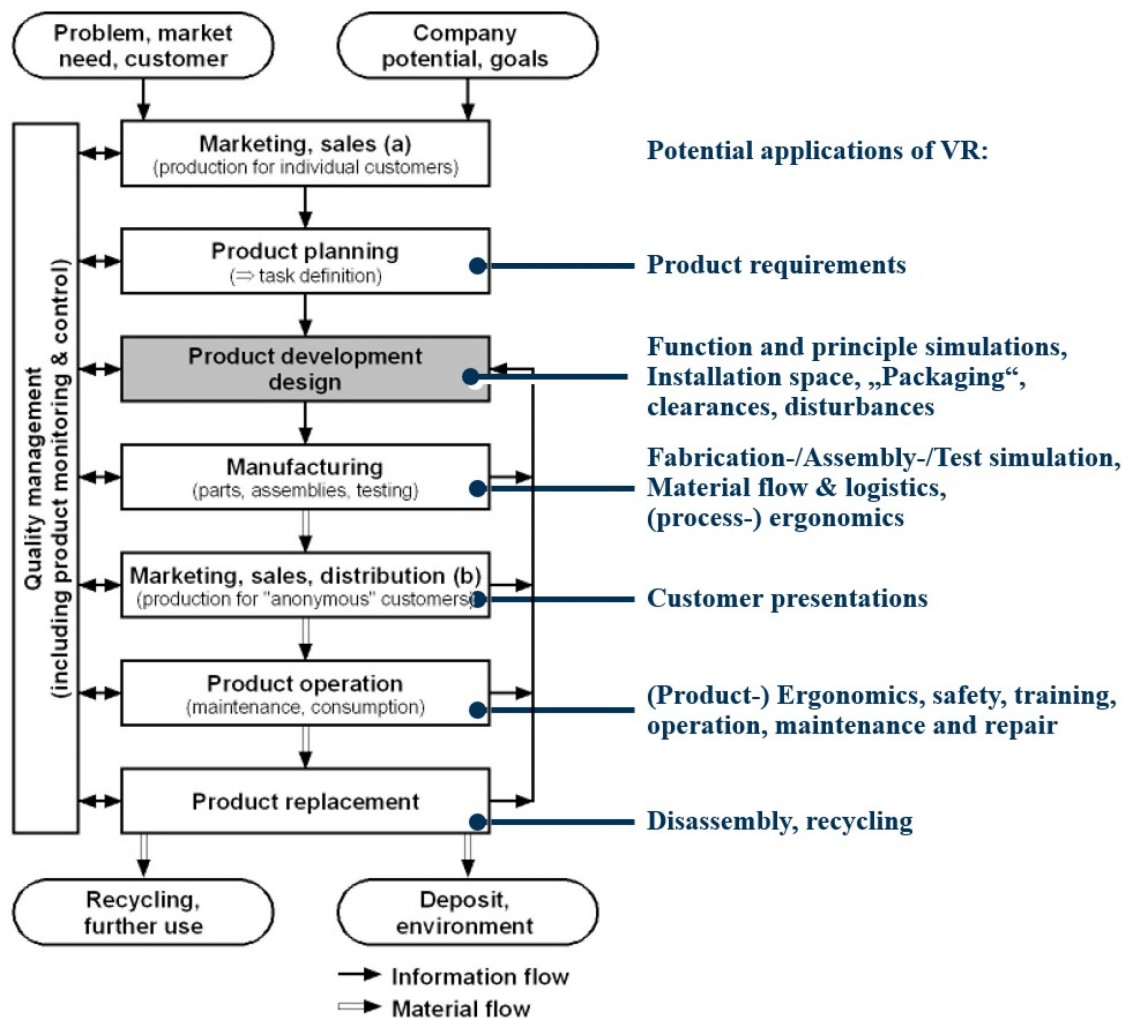 Problem, market
need, customer
Company
potential, goals
Marketing, sales (a)
(production for individual customers)
Potential applications of VR:
Product planning
(⇒ task definition)
Product requirements
Product development
design
Function and principle simulations,
Installation space, „Packaging“,
clearances, disturbances
Manufacturing
(parts, assemblies, testing)
Fabrication-/Assembly-/Test simulation,
Material flow & logistics,
(process-) ergonomics
Marketing, sales, distribution (b)
(production for "anonymous" customers)
Customer presentations
Product operation
(maintenance, consumption)
(Product-) Ergonomics, safety, training,
operation, maintenance and repair
Product replacement
Disassembly, recycling
Quality management
(including product monitoring & control)
Recycling,
further use
Deposit,
environment
Information flow
Material flow